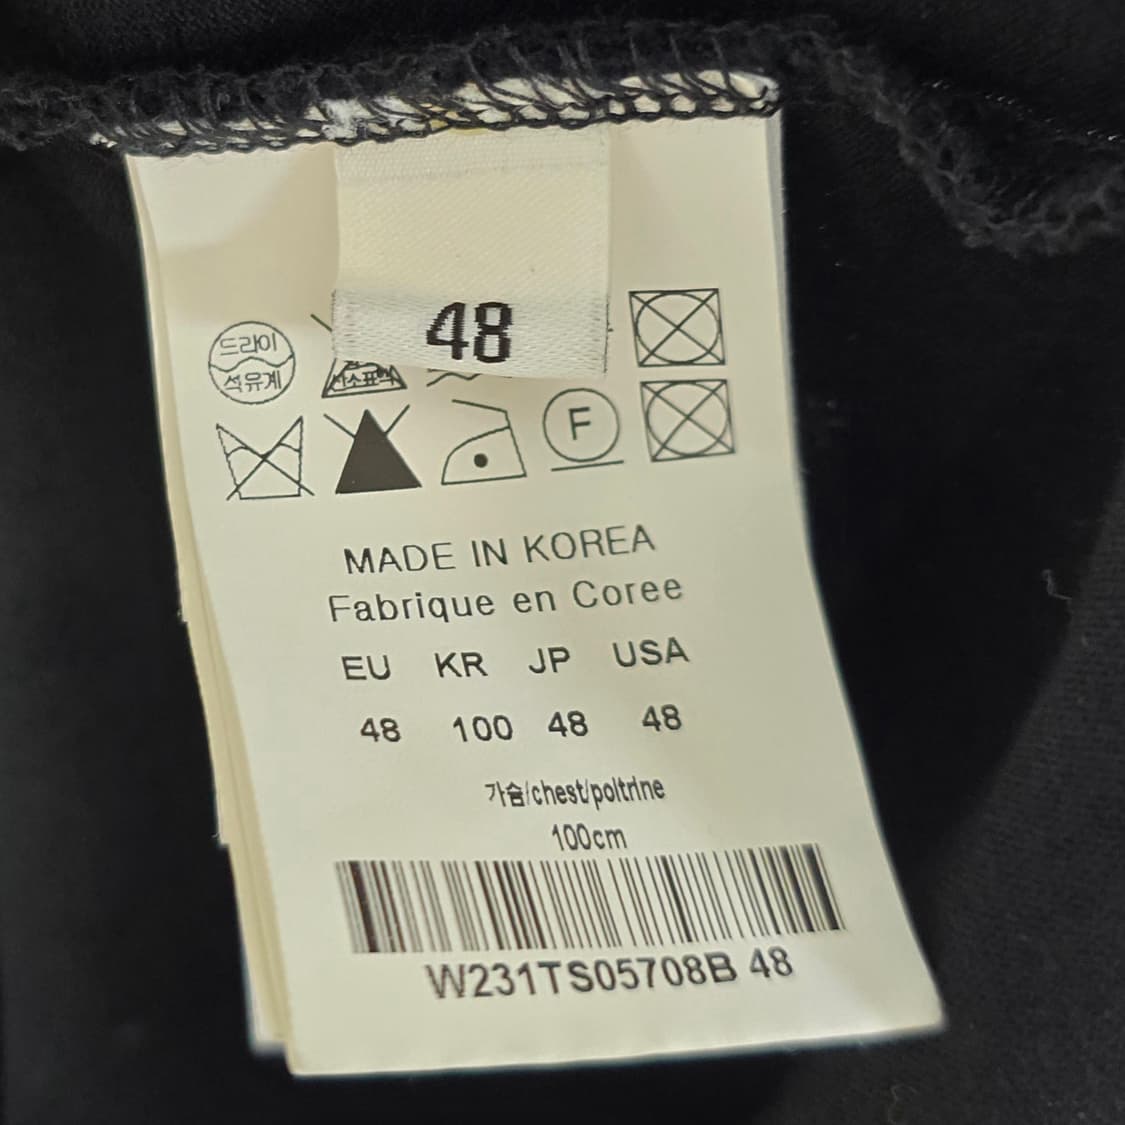 48
드라이
석유계
산소표백
F
MADE IN KOREA
Fabrique en Coree
EU KR JP USA
48 100 48 48
가슴/chest/poltrine
100cm
W231TS05708B 48